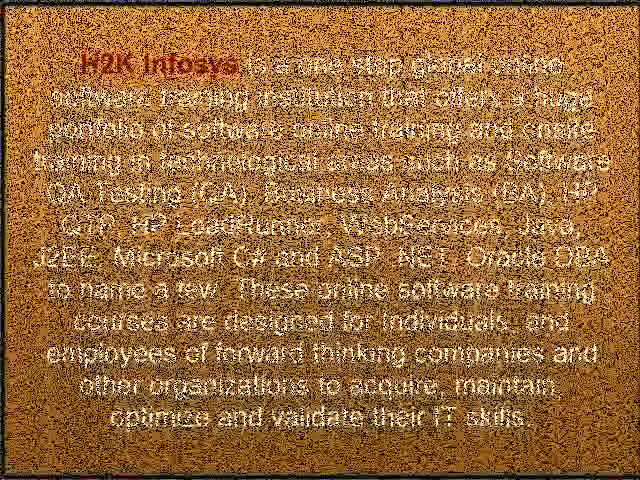 H2K Infosys is a one stop global online
software training institution that offers a huge
portfolio of software online training and onsite
training in technological areas such as Software
QA Testing (QA), Business Analysis (BA), HP
QTP, HP LoadRunner, WebServices, Java,
J2EE, Microsoft C# and ASP .NET, Oracle DBA
to name a few. These online software training
courses are designed for individuals, and
employees of forward thinking companies and
other organizations to acquire, maintain,
optimize and validate their IT skills.